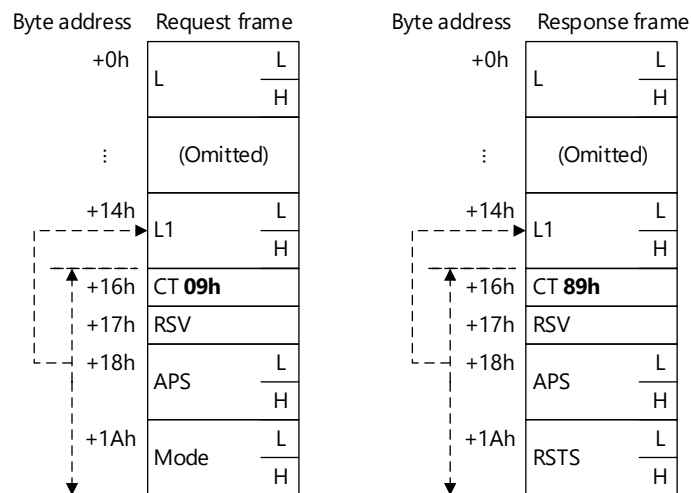 Byte address Request frame
+0h L L
H
⋮ (Omitted)
+14h L1 L
H
+16h CT 09h
+17h RSV
+18h APS L
H
+1Ah Mode L
H
Byte address Response frame
+0h L L
H
⋮ (Omitted)
+14h L1 L
H
+16h CT 89h
+17h RSV
+18h APS L
H
+1Ah RSTS L
H